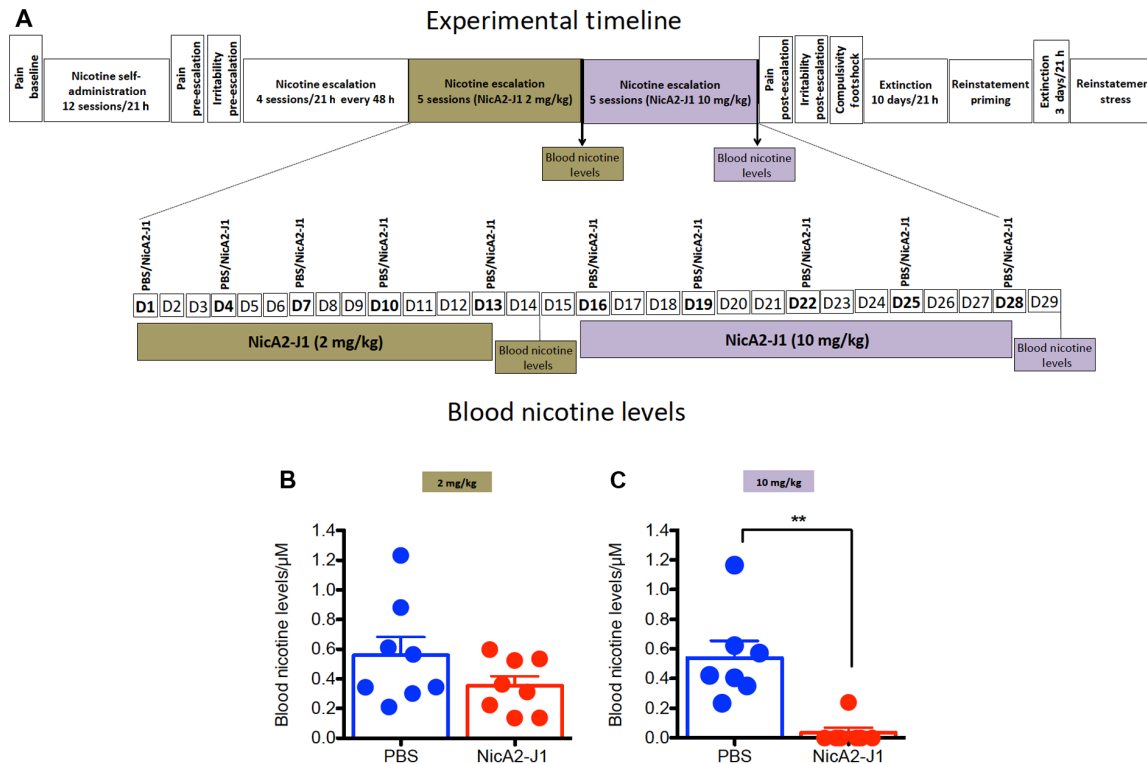 A
Experimental timeline
Pain
baseline
Nicotine self-
administration
12 sessions/21 h
Pain
pre-escalation
Irritability
pre-escalation
Nicotine escalation
4 sessions/21 h every 48 h
Nicotine escalation
5 sessions (NicA2-J1 2 mg/kg)
Nicotine escalation
5 sessions (NicA2-J1 10 mg/kg)
Pain
post-escalation
Irritability
post-escalation
Compulsivity
footshock
Extinction
10 days/21 h
Reinstatement
priming
Extinction
3 days/21 h
Reinstatemen
stress
Blood nicotine
levels
Blood nicotine
levels
PBS/NicA2-J1
PBS/NicA2-J1
PBS/NicA2-J1
PBS/NicA2-J1
PBS/NicA2-J1
PBS/NicA2-J1
PBS/NicA2-J1
PBS/NicA2-J1
PBS/NicA2-J1
PBS/NicA2-J1
D1 D2 D3 D4 D5 D6 D7 D8 D9 D10 D11 D12 D13 D14 D15 D16 D17 D18 D19 D20 D21 D22 D23 D24 D25 D26 D27 D28 D29
NicA2-J1 (2 mg/kg)
Blood nicotine
levels
NicA2-J1 (10 mg/kg)
Blood nicotine
levels
Blood nicotine levels
B
2 mg/kg
Blood nicotine levels/µM
1.4
1.2
1.0
0.8
0.6
0.4
0.2
0.0
PBS
NicA2-J1
C
10 mg/kg
**
Blood nicotine levels/µM
1.4
1.2
1.0
0.8
0.6
0.4
0.2
0.0
PBS
NicA2-J1